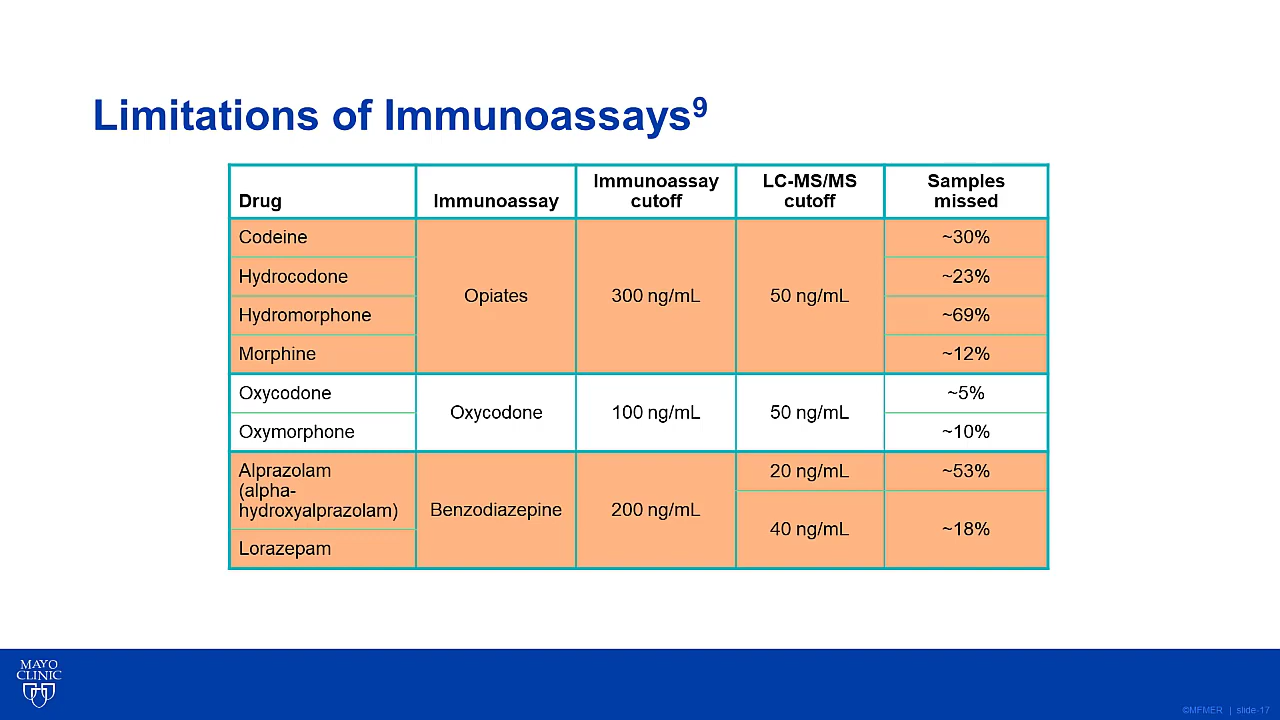 Limitations of Immunoassays⁹
Drug Immunoassay Immunoassay cutoff LC-MS/MS cutoff Samples missed
Codeine Opiates 300 ng/mL 50 ng/mL ~30%
Hydrocodone ~23%
Hydromorphone ~69%
Morphine ~12%
Oxycodone Oxycodone 100 ng/mL 50 ng/mL ~5%
Oxymorphone ~10%
Alprazolam
(alpha-
hydroxyalprazolam) Benzodiazepine 200 ng/mL 20 ng/mL ~53%
Lorazepam 40 ng/mL ~18%
MAYO
CLINIC
©MFMER | slide-17